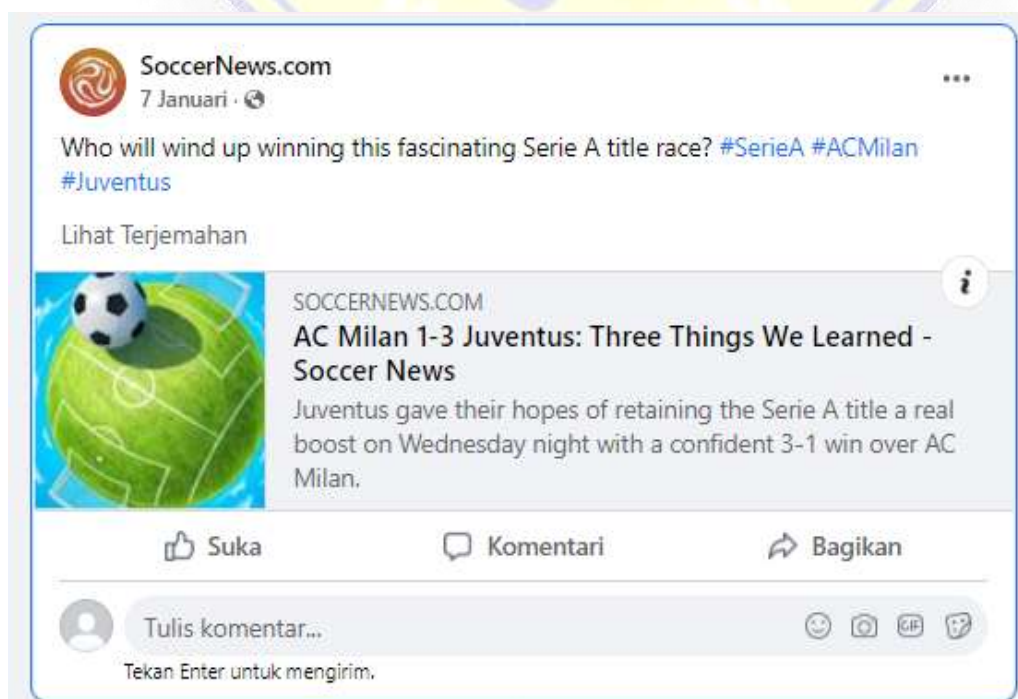 SoccerNews.com
7 Januari ·
Who will wind up winning this fascinating Serie A title race? #SerieA #ACMilan
#Juventus
Lihat Terjemahan
SOCCERNEWS.COM
AC Milan 1-3 Juventus: Three Things We Learned -
Soccer News
Juventus gave their hopes of retaining the Serie A title a real
boost on Wednesday night with a confident 3-1 win over AC
Milan.
Suka Komentari Bagikan
Tulis komentar... GIF
Tekan Enter untuk mengirim.